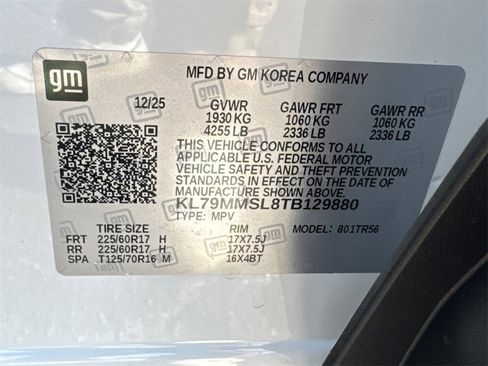 gm
MFD BY GM KOREA COMPANY
12/25 GVWR GAWR FRT GAWR RR
1930 KG 1060 KG 1060 KG
4255 LB 2336 LB 2336 LB
THIS VEHICLE CONFORMS TO ALL
APPLICABLE U.S. FEDERAL MOTOR
VEHICLE SAFETY AND THEFT
PREVENTION STANDARDS IN EFFECT ON
THE DATE OF MANUFACTURE SHOWN ABOVE.
KL79MMSL8TB129880
TYPE: MPV
TIRE SIZE RIM MODEL: 801TR56
FRT 225/60R17 H 17X7.5J
RR 225/60R17 H 17X7.5J
SPA T125/70R16 M 16X4BT